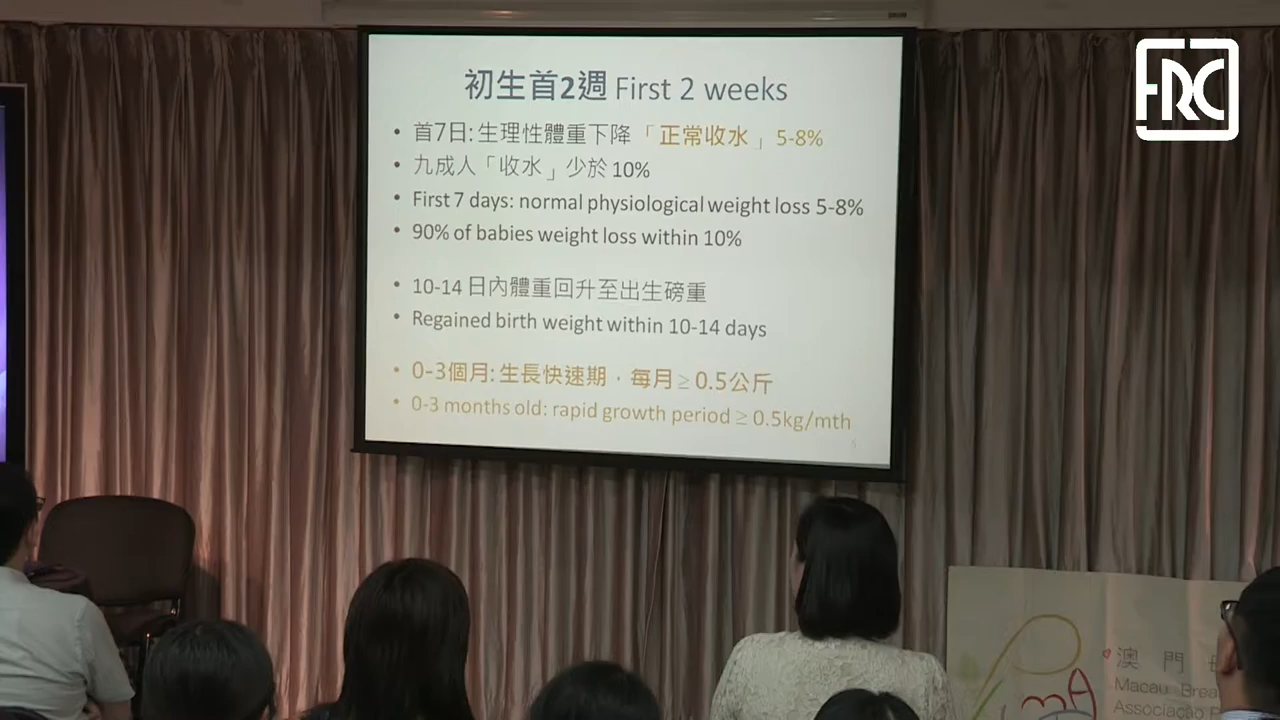 FRC
初生首2週 First 2 weeks
• 首7日: 生理性體重下降「正常收水」5-8%
• 九成人「收水」少於 10%
• First 7 days: normal physiological weight loss 5-8%
• 90% of babies weight loss within 10%
• 10-14 日內體重回升至出生磅重
• Regained birth weight within 10-14 days
• 0-3個月: 生長快速期，每月 ≥ 0.5公斤
• 0-3 months old: rapid growth period ≥ 0.5kg/mth
澳門
Macau
Associação